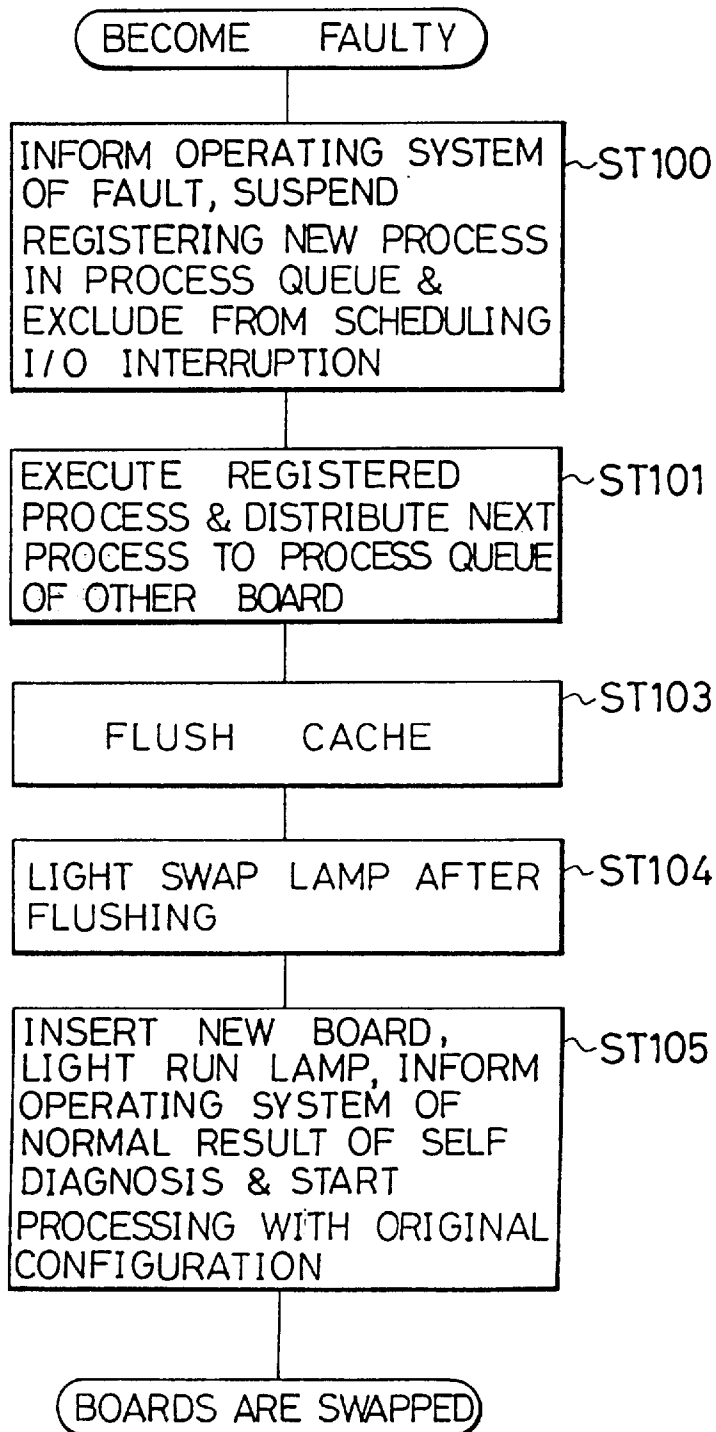 BECOME FAULTY
INFORM OPERATING SYSTEM
OF FAULT, SUSPEND
REGISTERING NEW PROCESS
IN PROCESS QUEUE &
EXCLUDE FROM SCHEDULING
I/O INTERRUPTION
ST100
EXECUTE REGISTERED
PROCESS & DISTRIBUTE NEXT
PROCESS TO PROCESS QUEUE
OF OTHER BOARD
ST101
FLUSH CACHE
ST103
LIGHT SWAP LAMP AFTER
FLUSHING
ST104
INSERT NEW BOARD,
LIGHT RUN LAMP, INFORM
OPERATING SYSTEM OF
NORMAL RESULT OF SELF
DIAGNOSIS & START
PROCESSING WITH ORIGINAL
CONFIGURATION
ST105
BOARDS ARE SWAPPED